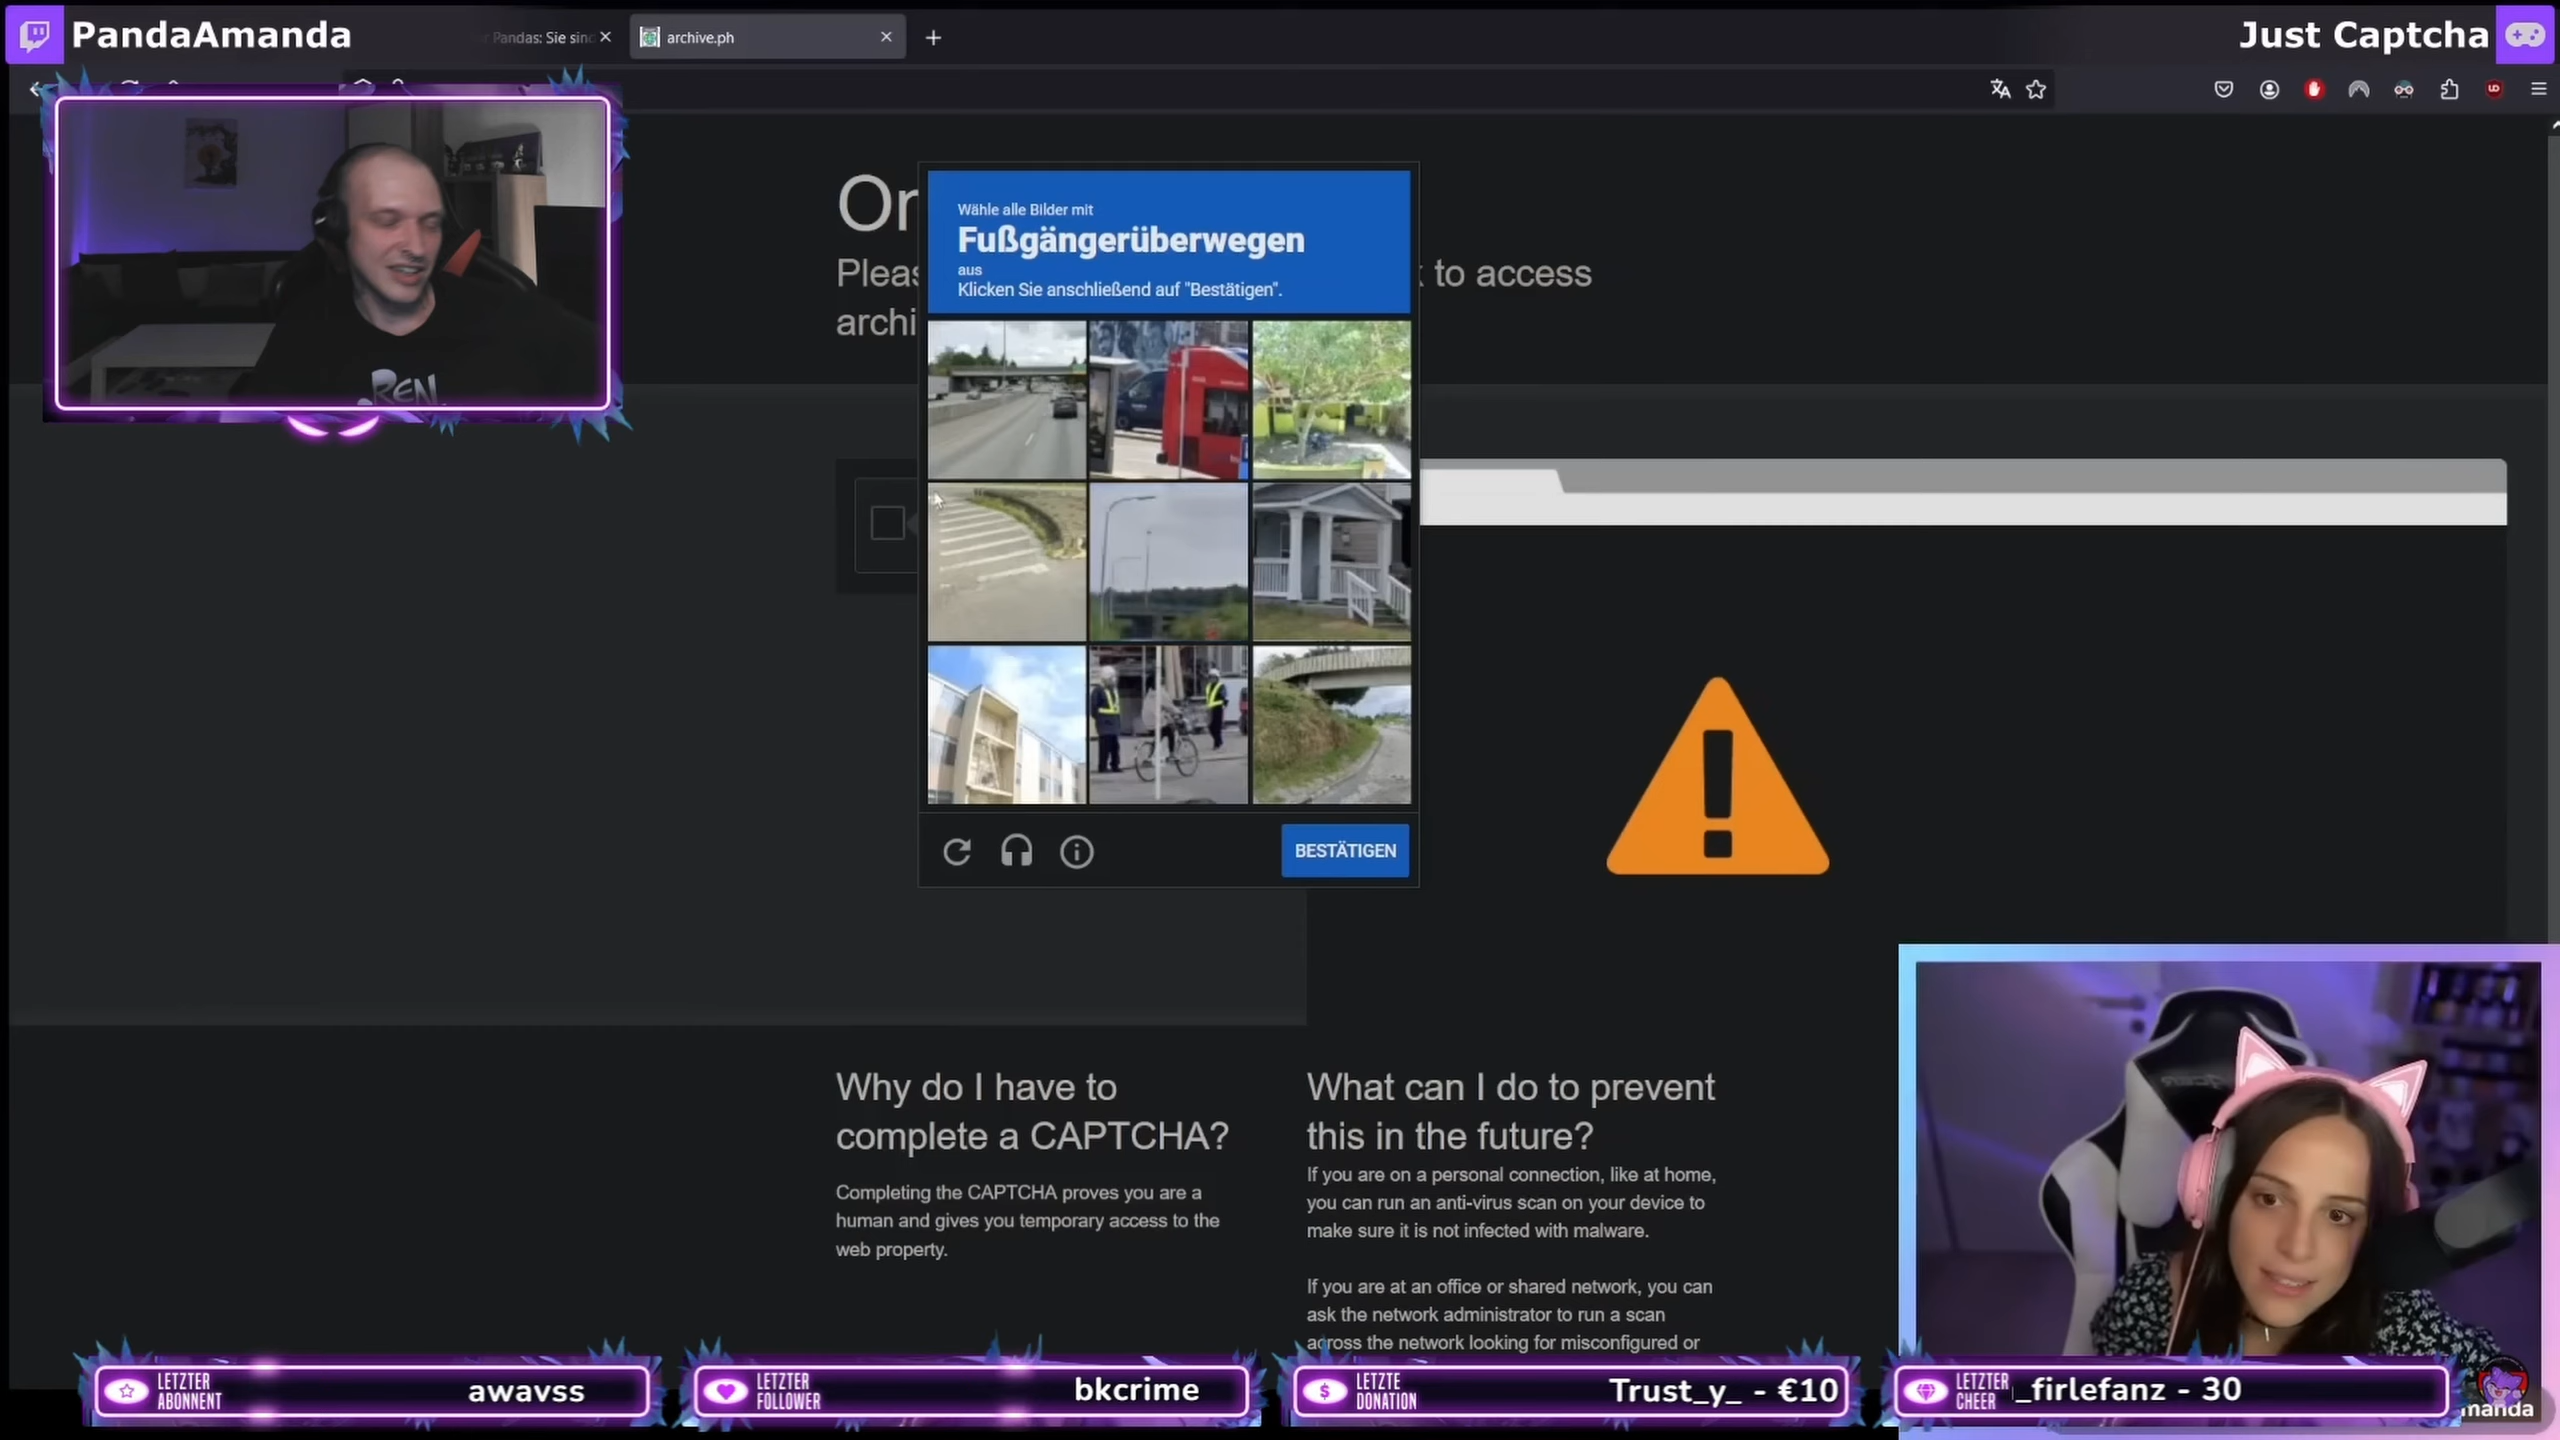 PandaAmanda
r Pandas: Sie sind
archive.ph
Just Captcha
Or
Pleas
k to access
archi
Wähle alle Bilder mit
Fußgängerüberwegen
aus
Klicken Sie anschließend auf "Bestätigen".
BESTÄTIGEN
REN
Why do I have to
complete a CAPTCHA?
Completing the CAPTCHA proves you are a
human and gives you temporary access to the
web property.
What can I do to prevent
this in the future?
If you are on a personal connection, like at home,
you can run an anti-virus scan on your device to
make sure it is not infected with malware.
If you are at an office or shared network, you can
ask the network administrator to run a scan
across the network looking for misconfigured or
LETZTER
ABONNENT
awavss
LETZTER
FOLLOWER
bkcrime
LETZTE
DONATION
Trust_y_ - €10
LETZTER
CHEER
_firlefanz - 30
manda